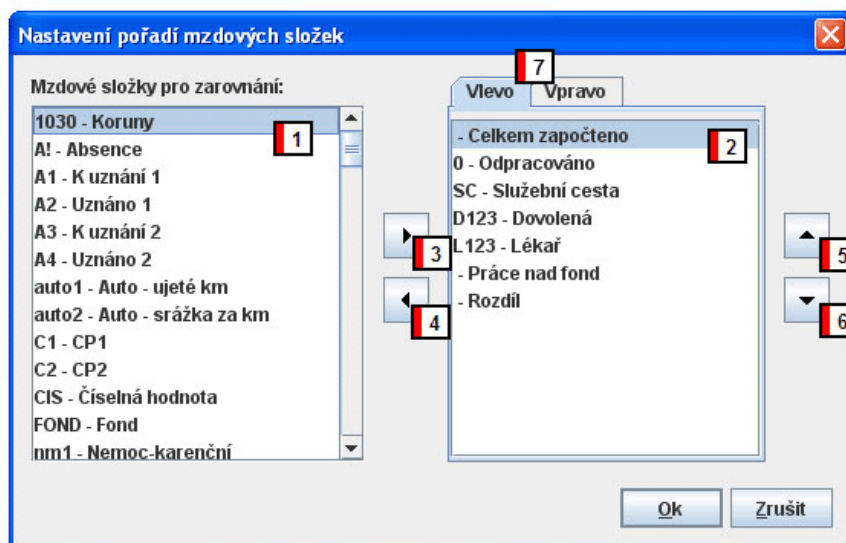 Nastavení pořadí mzdových složek
Mzdové složky pro zarovnání:
7
Vlevo
Vpravo
1030 - Koruny
1
A! - Absence
A1 - K uznání 1
A2 - Uznáno 1
A3 - K uznání 2
A4 - Uznáno 2
auto1 - Auto - ujeté km
auto2 - Auto - srážka za km
C1 - CP1
C2 - CP2
CIS - Číselná hodnota
FOND - Fond
nm1 - Nemoc-karenční
3
4
- Celkem započteno
2
0 - Odpracováno
SC - Služební cesta
D123 - Dovolená
L123 - Lékař
- Práce nad fond
- Rozdíl
5
6
Ok
Zrušit